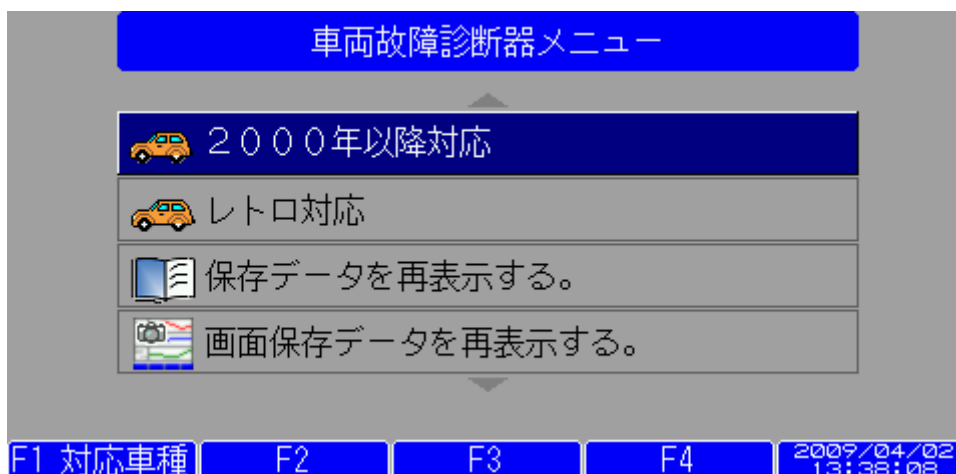 車両故障診断器メニュー
２０００年以降対応
レトロ対応
保存データを再表示する。
画面保存データを再表示する。
F1 対応車種 F2 F3 F4 2009/04/02
13:38:08